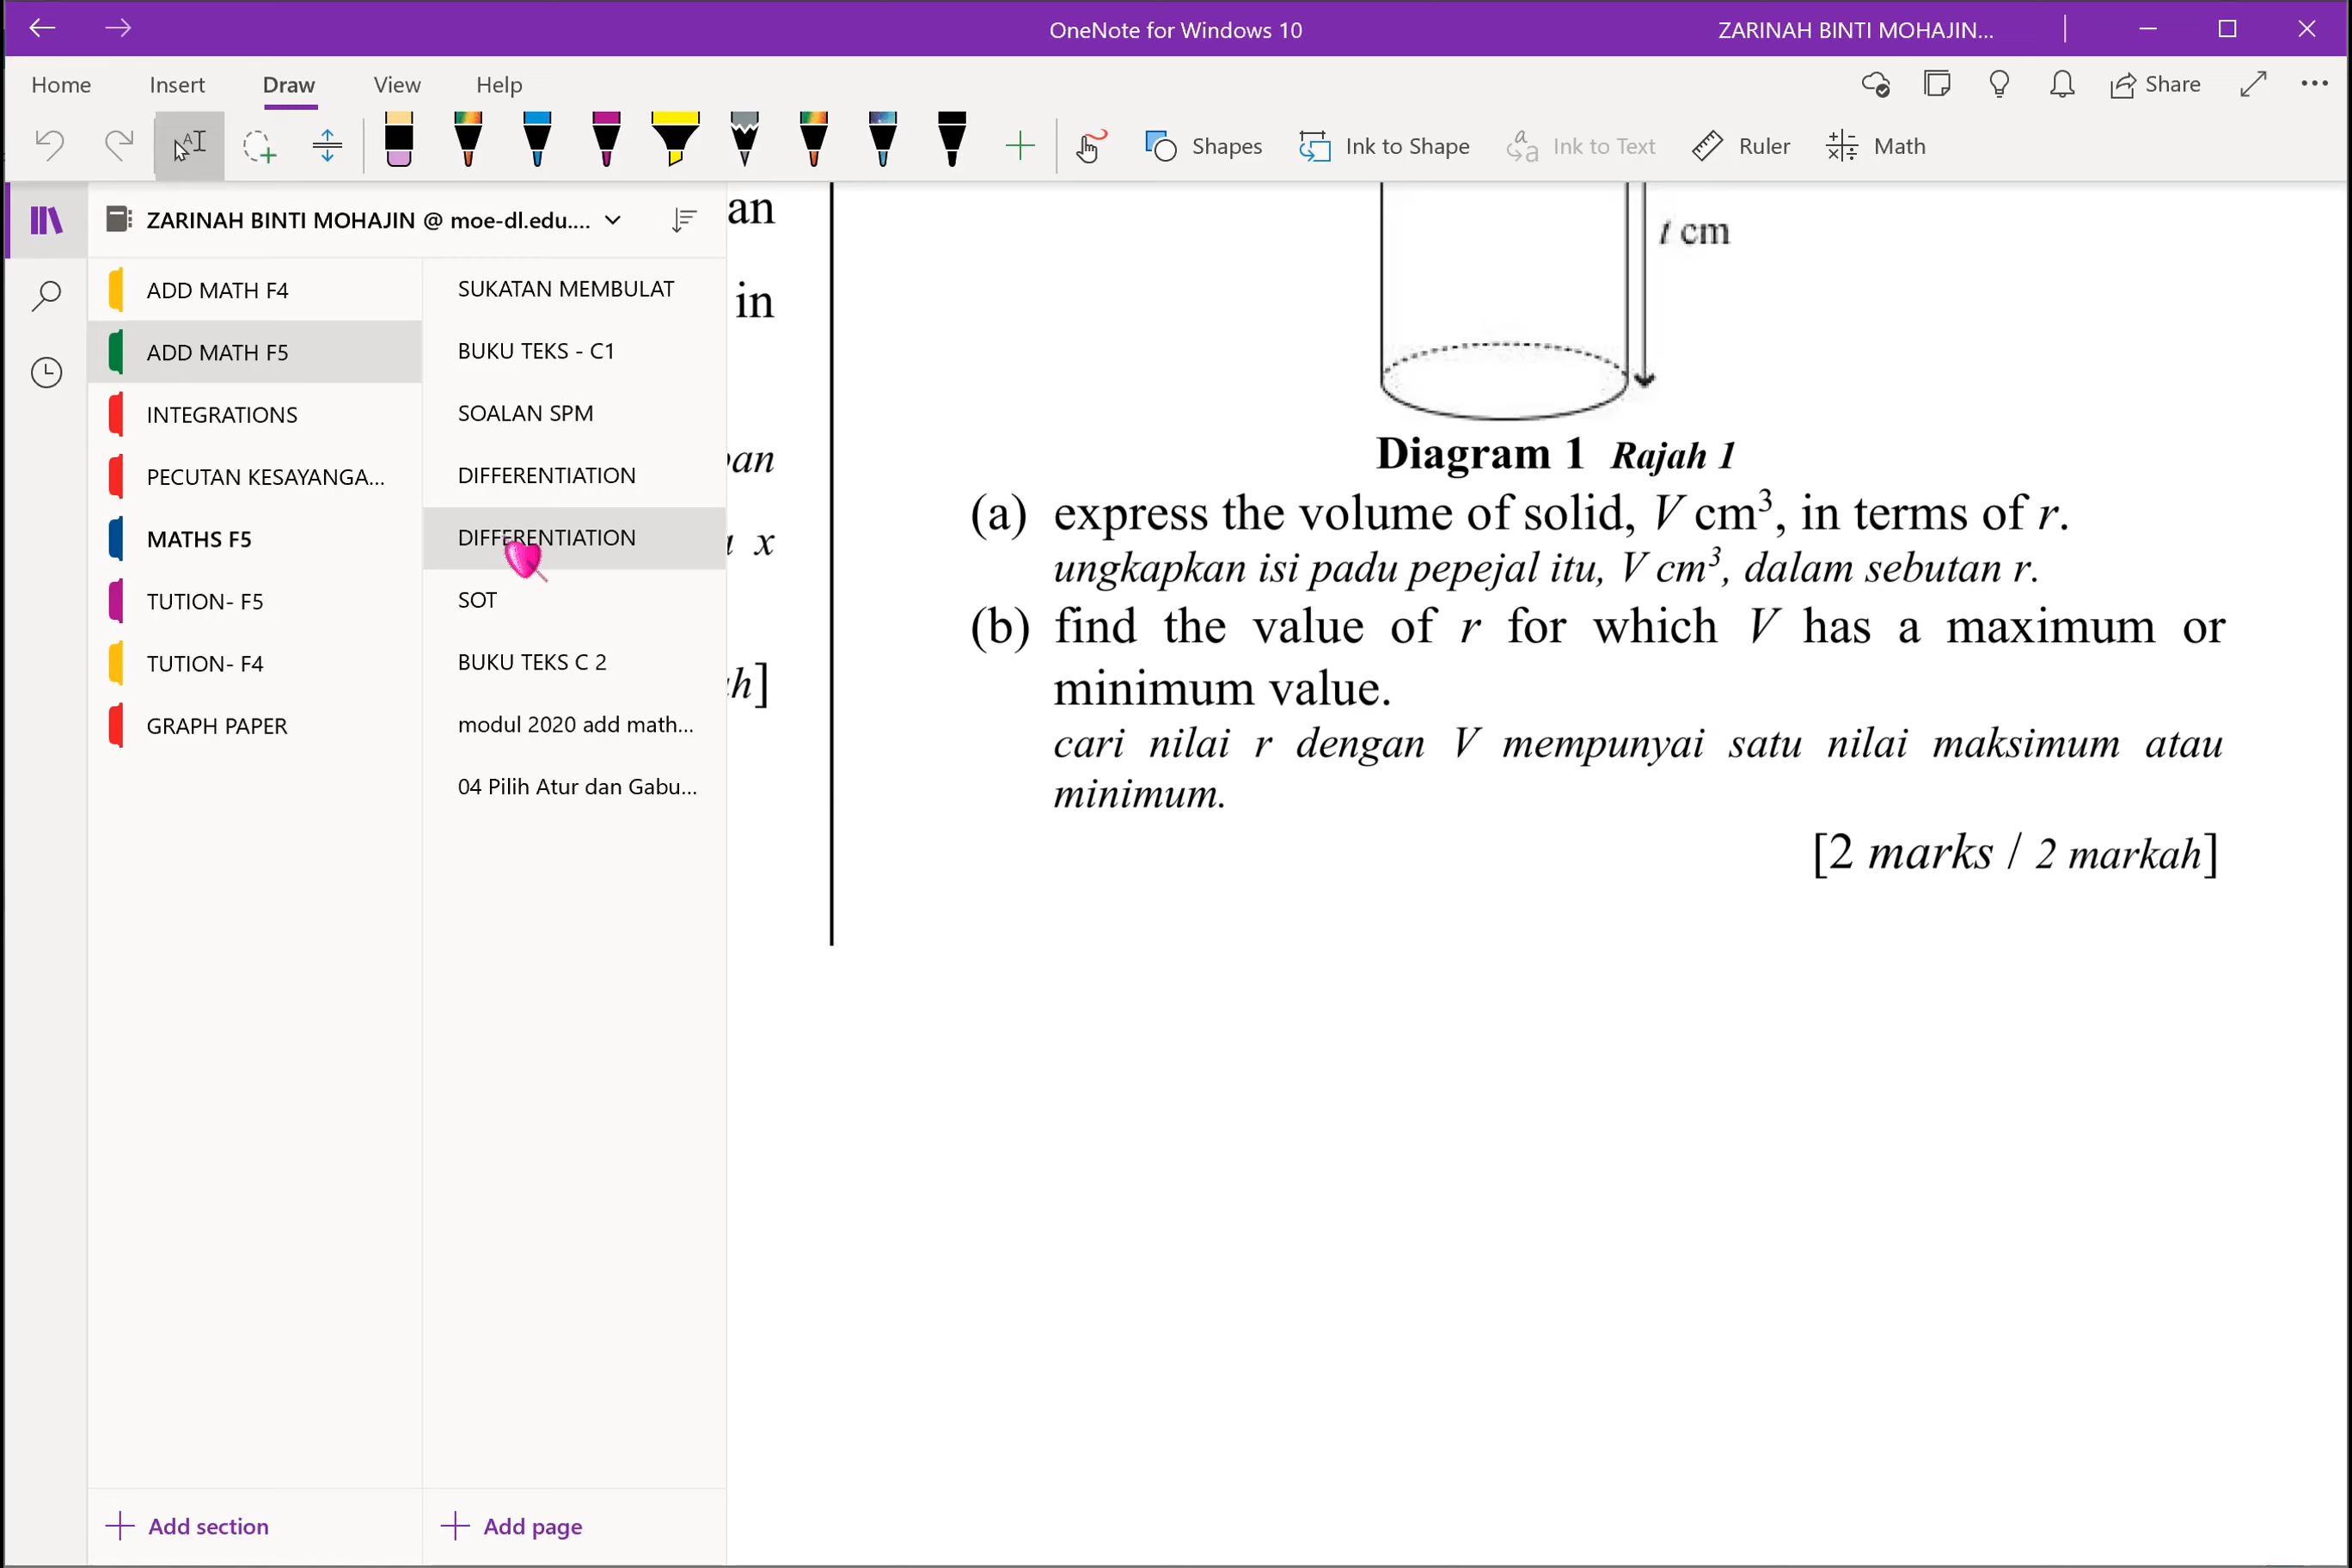 OneNote for Windows 10
ZARINAH BINTI MOHAJIN...
Home Insert Draw View Help
Share
Shapes Ink to Shape Ink to Text Ruler Math
ZARINAH BINTI MOHAJIN @ moe-dl.edu....
ADD MATH F4
ADD MATH F5
INTEGRATIONS
PECUTAN KESAYANGA...
MATHS F5
TUTION- F5
TUTION- F4
GRAPH PAPER
Add section
SUKATAN MEMBULAT
BUKU TEKS - C1
SOALAN SPM
DIFFERENTIATION
DIFFERENTIATION
SOT
BUKU TEKS C 2
modul 2020 add math...
04 Pilih Atur dan Gabu...
Add page
an
in
x
h]
cm
Diagram 1 Rajah 1
(a) express the volume of solid, V cm³, in terms of r.
ungkapkan isi padu pepejal itu, V cm³, dalam sebutan r.
(b) find the value of r for which V has a maximum or
minimum value.
cari nilai r dengan V mempunyai satu nilai maksimum atau
minimum.
[2 marks / 2 markah]